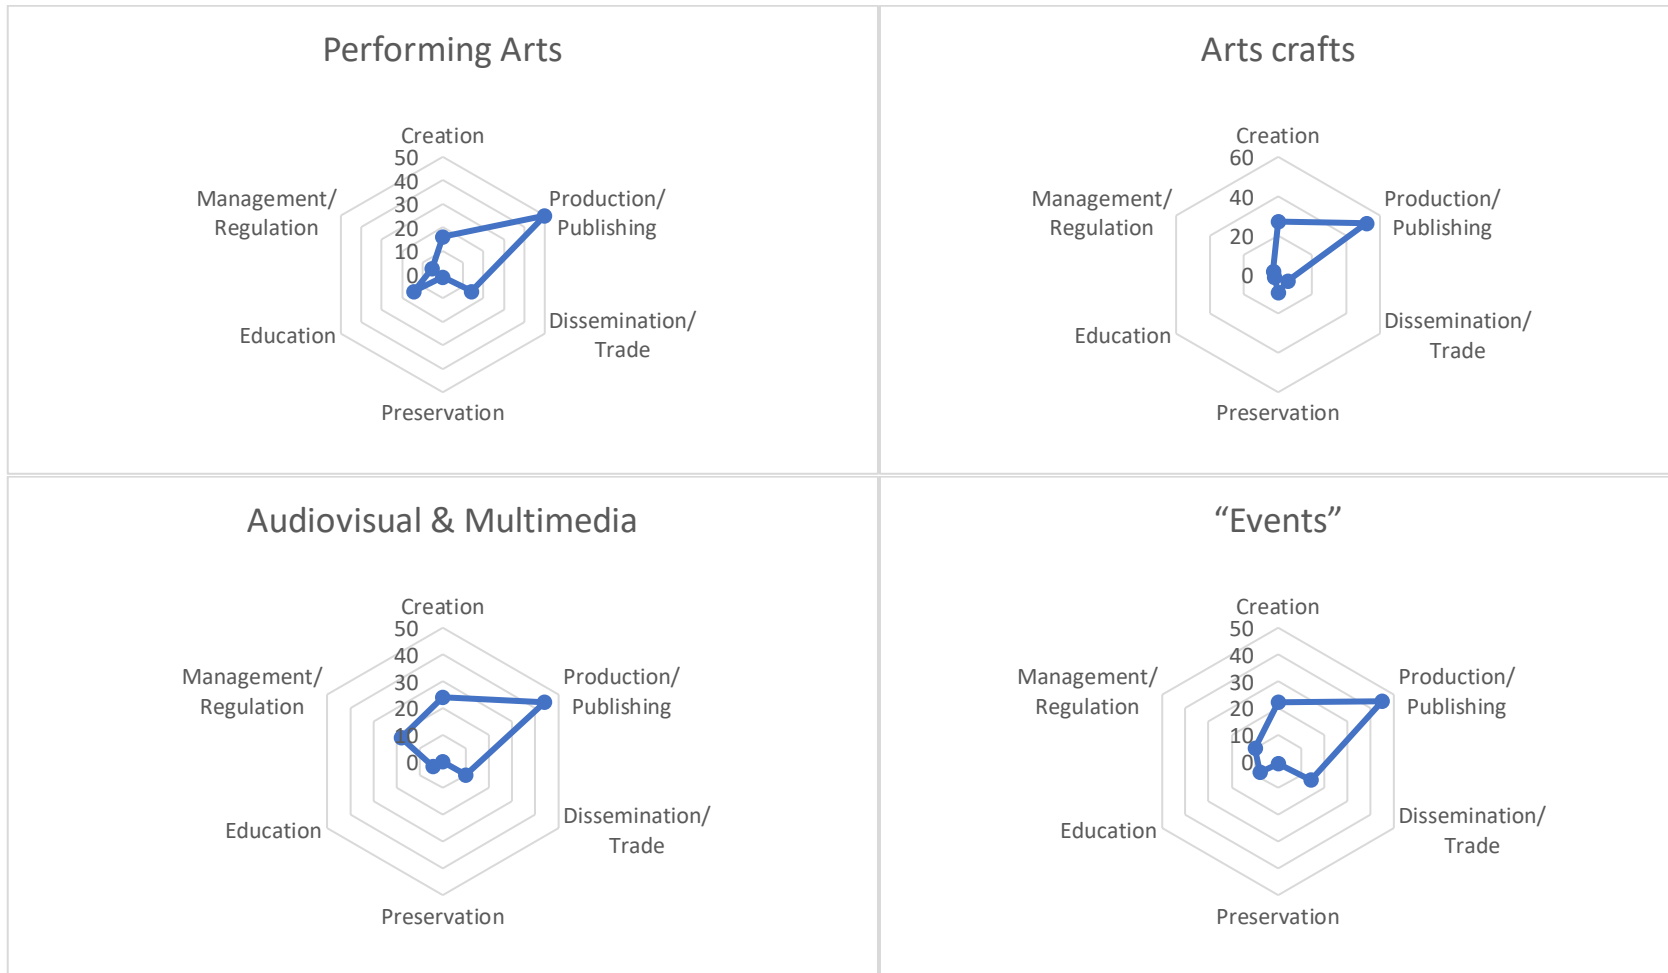 Performing Arts
Creation
50
40
30
20
10
0
Production/
Publishing
Dissemination/
Trade
Preservation
Education
Management/
Regulation
Arts crafts
Creation
60
40
20
0
Production/
Publishing
Dissemination/
Trade
Preservation
Education
Management/
Regulation
Audiovisual & Multimedia
Creation
50
40
30
20
10
0
Production/
Publishing
Dissemination/
Trade
Preservation
Education
Management/
Regulation
“Events”
Creation
50
40
30
20
10
0
Production/
Publishing
Dissemination/
Trade
Preservation
Education
Management/
Regulation